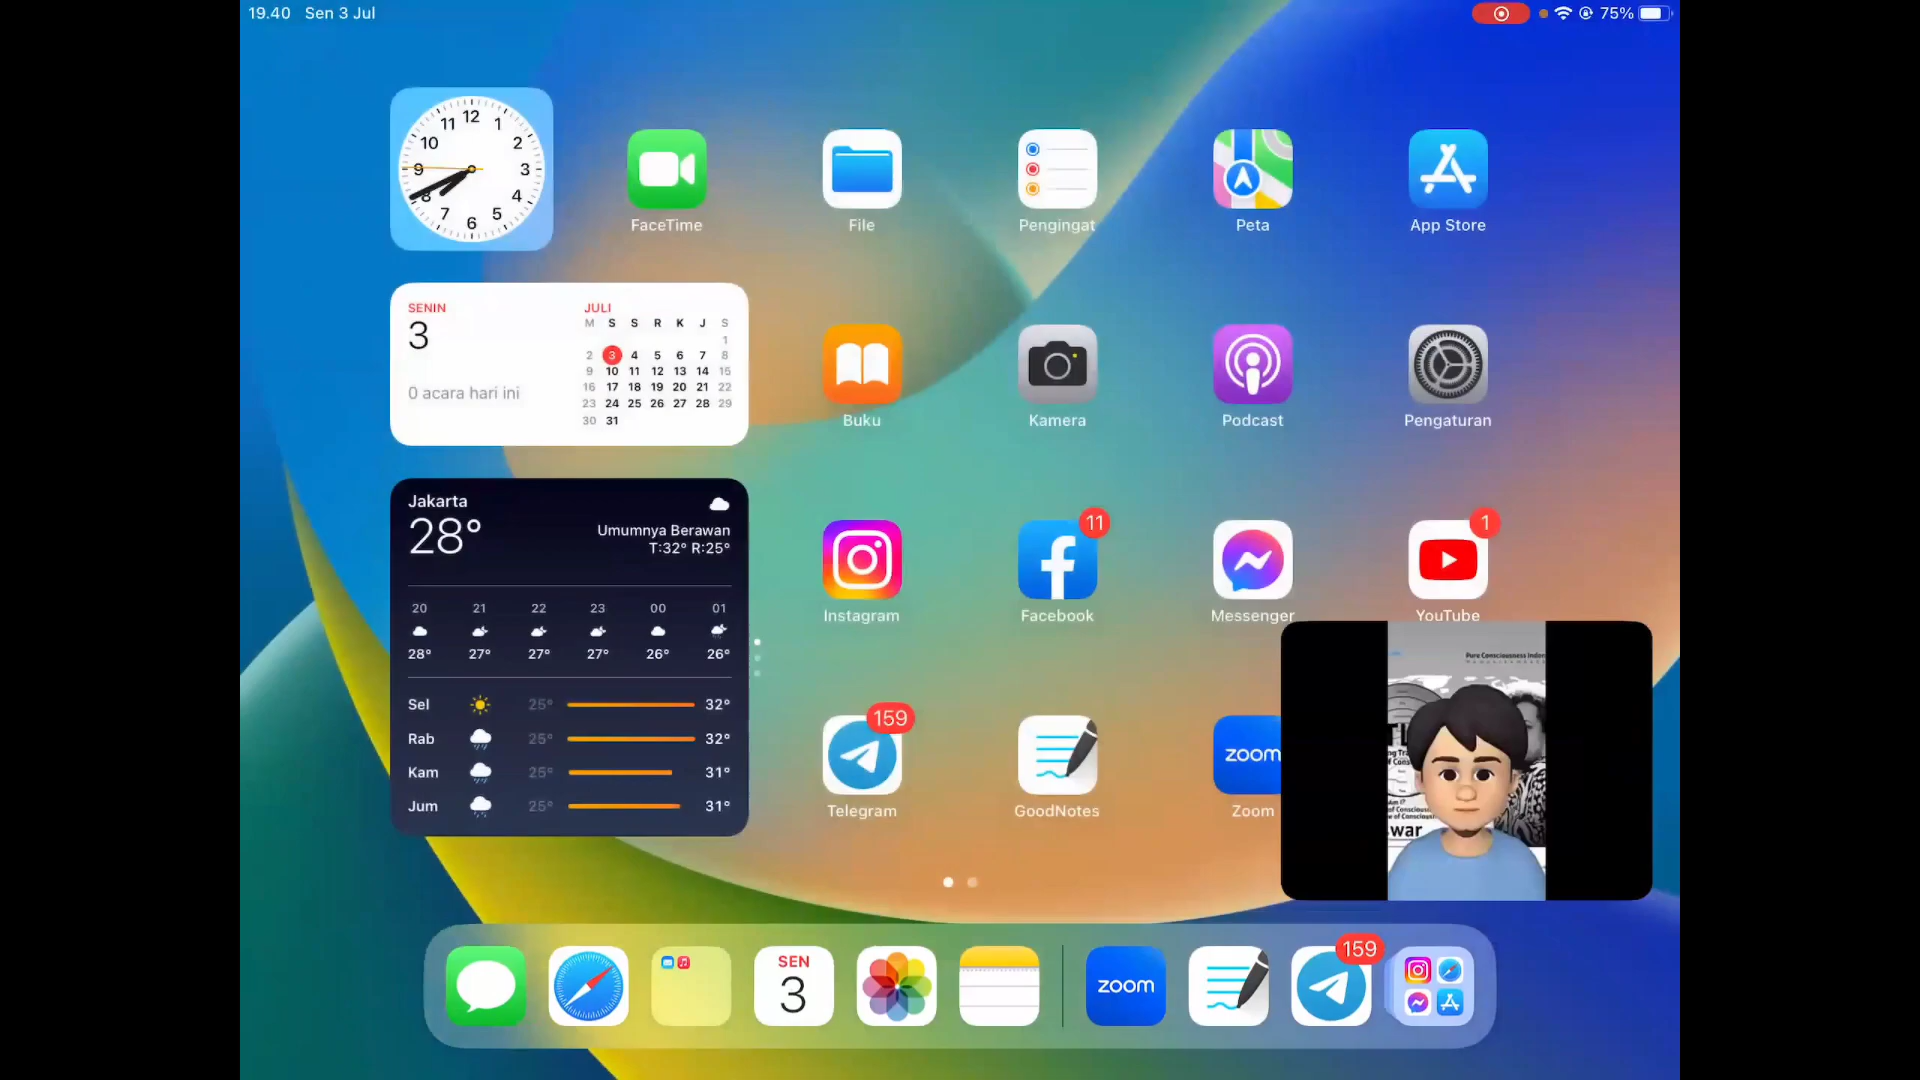 19.40 Sen 3 Jul
75%
12
11 1
10 2
9 3
8 4
7 5
6
FaceTime
File
Pengingat
Peta
App Store
SENIN
3
0 acara hari ini
JULI
M S S R K J S
1
2 3 4 5 6 7 8
9 10 11 12 13 14 15
16 17 18 19 20 21 22
23 24 25 26 27 28 29
30 31
Buku
Kamera
Podcast
Pengaturan
Jakarta
28°
Umumnya Berawan
T:32° R:25°
20 21 22 23 00 01
28° 27° 27° 27° 26° 26°
Sel 25° 32°
Rab 25° 32°
Kam 25° 31°
Jum 25° 31°
11
1
Instagram
Facebook
Messenger
YouTube
159
zoom
Telegram
GoodNotes
Zoom
Pure Consciousness Indon
war
SEN
3
zoom
159